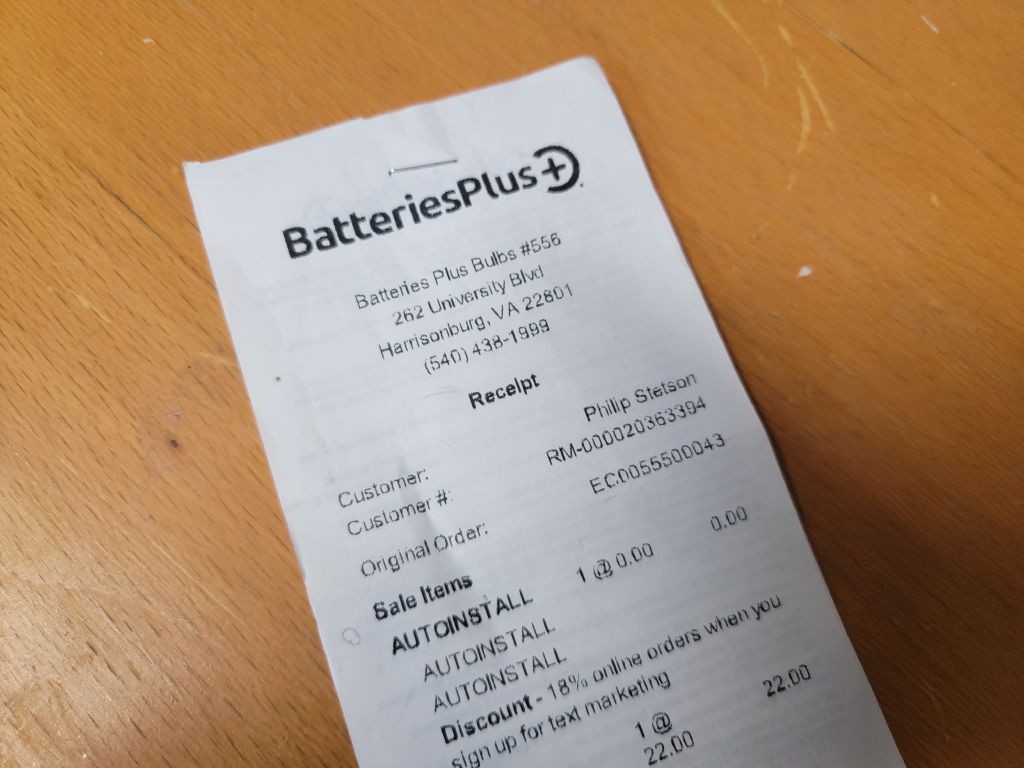 BatteriesPlus+
Batteries Plus Bulbs #556
262 University Blvd
Harrisonburg, VA 22801
(540) 438-1999
Receipt
Customer: Philip Stetson
Customer #: RM-000020363394
Original Order: EC0055500043
Sale Items
AUTOINSTALL 1 @ 0.00 0.00
AUTOINSTALL
AUTOINSTALL
Discount - 18% online orders when you
sign up for text marketing
1 @ 22.00
22.00